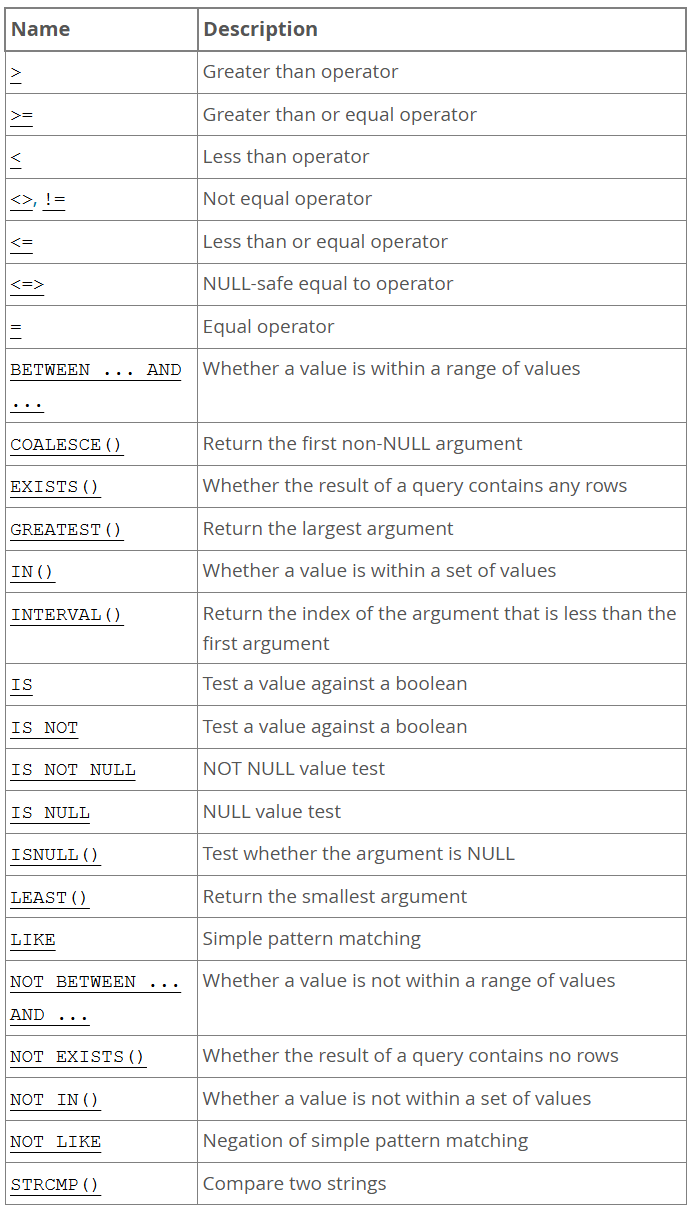 Name Description
> Greater than operator
>= Greater than or equal operator
< Less than operator
<>, != Not equal operator
<= Less than or equal operator
<=> NULL-safe equal to operator
= Equal operator
BETWEEN ... AND Whether a value is within a range of values
...
COALESCE() Return the first non-NULL argument
EXISTS() Whether the result of a query contains any rows
GREATEST() Return the largest argument
IN() Whether a value is within a set of values
INTERVAL() Return the index of the argument that is less than the
first argument
IS Test a value against a boolean
IS NOT Test a value against a boolean
IS NOT NULL NOT NULL value test
IS NULL NULL value test
ISNULL() Test whether the argument is NULL
LEAST() Return the smallest argument
LIKE Simple pattern matching
NOT BETWEEN ... Whether a value is not within a range of values
AND ...
NOT EXISTS() Whether the result of a query contains no rows
NOT IN() Whether a value is not within a set of values
NOT LIKE Negation of simple pattern matching
STRCMP() Compare two strings